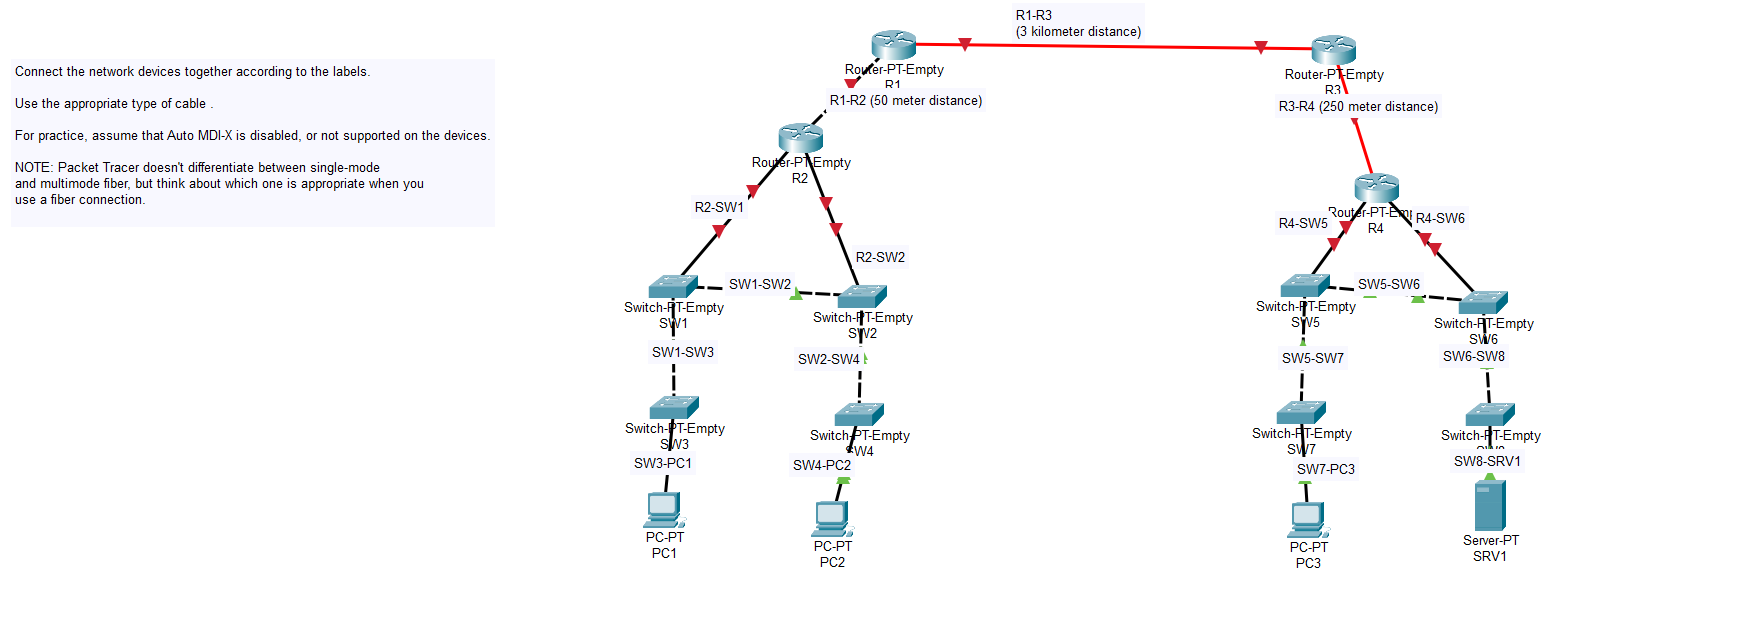 Connect the network devices together according to the labels.
Use the appropriate type of cable .
For practice, assume that Auto MDI-X is disabled, or not supported on the devices.
NOTE: Packet Tracer doesn't differentiate between single-mode
and multimode fiber, but think about which one is appropriate when you
use a fiber connection.
R1-R3
(3 kilometer distance)
Router-PT-Empty
R1
Router-PT-Empty
R3
R1-R2 (50 meter distance)
R3-R4 (250 meter distance)
Router-PT-Empty
R2
Router-PT-Emp
R4
R2-SW1
R2-SW2
R4-SW5
R4-SW6
SW1-SW2
SW5-SW6
Switch-PT-Empty
SW1
Switch-PT-Empty
SW2
Switch-PT-Empty
SW5
Switch-PT-Empty
SW6
SW1-SW3
SW2-SW4
SW5-SW7
SW6-SW8
Switch-PT-Empty
SW3
Switch-PT-Empty
SW4
Switch-PT-Empty
SW7
Switch-PT-Empty
SW3-PC1
SW4-PC2
SW7-PC3
SW8-SRV1
PC-PT
PC1
PC-PT
PC2
PC-PT
PC3
Server-PT
SRV1